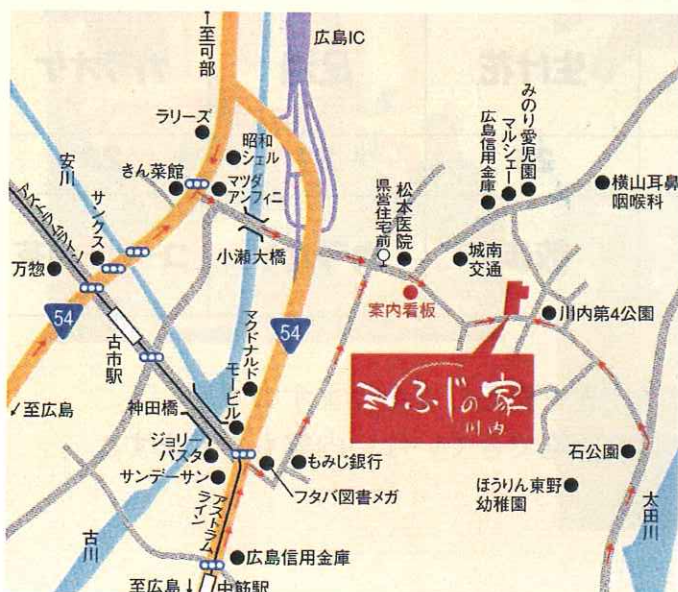 ←至可部
広島IC
ラリーズ
昭和
シェル
きん菜館
マツダ
アンフィニ
安川
アストラムライン
サンクス
万惣
小瀬大橋
県営住宅前
松本医院
広島信用金庫
マルシェー
みのり愛児園
横山耳鼻
咽喉科
城南
交通
案内看板
川内第4公園
54
古市駅
マクドナルド
54
モービル
ふじの家
川内
←至広島
神田橋
ジョリー
パスタ
サンデーサン
もみじ銀行
フタバ図書メガ
石公園
ほうりん東野
幼稚園
太田川
アストラム
ライン
古川
広島信用金庫
至広島↓
中筋駅